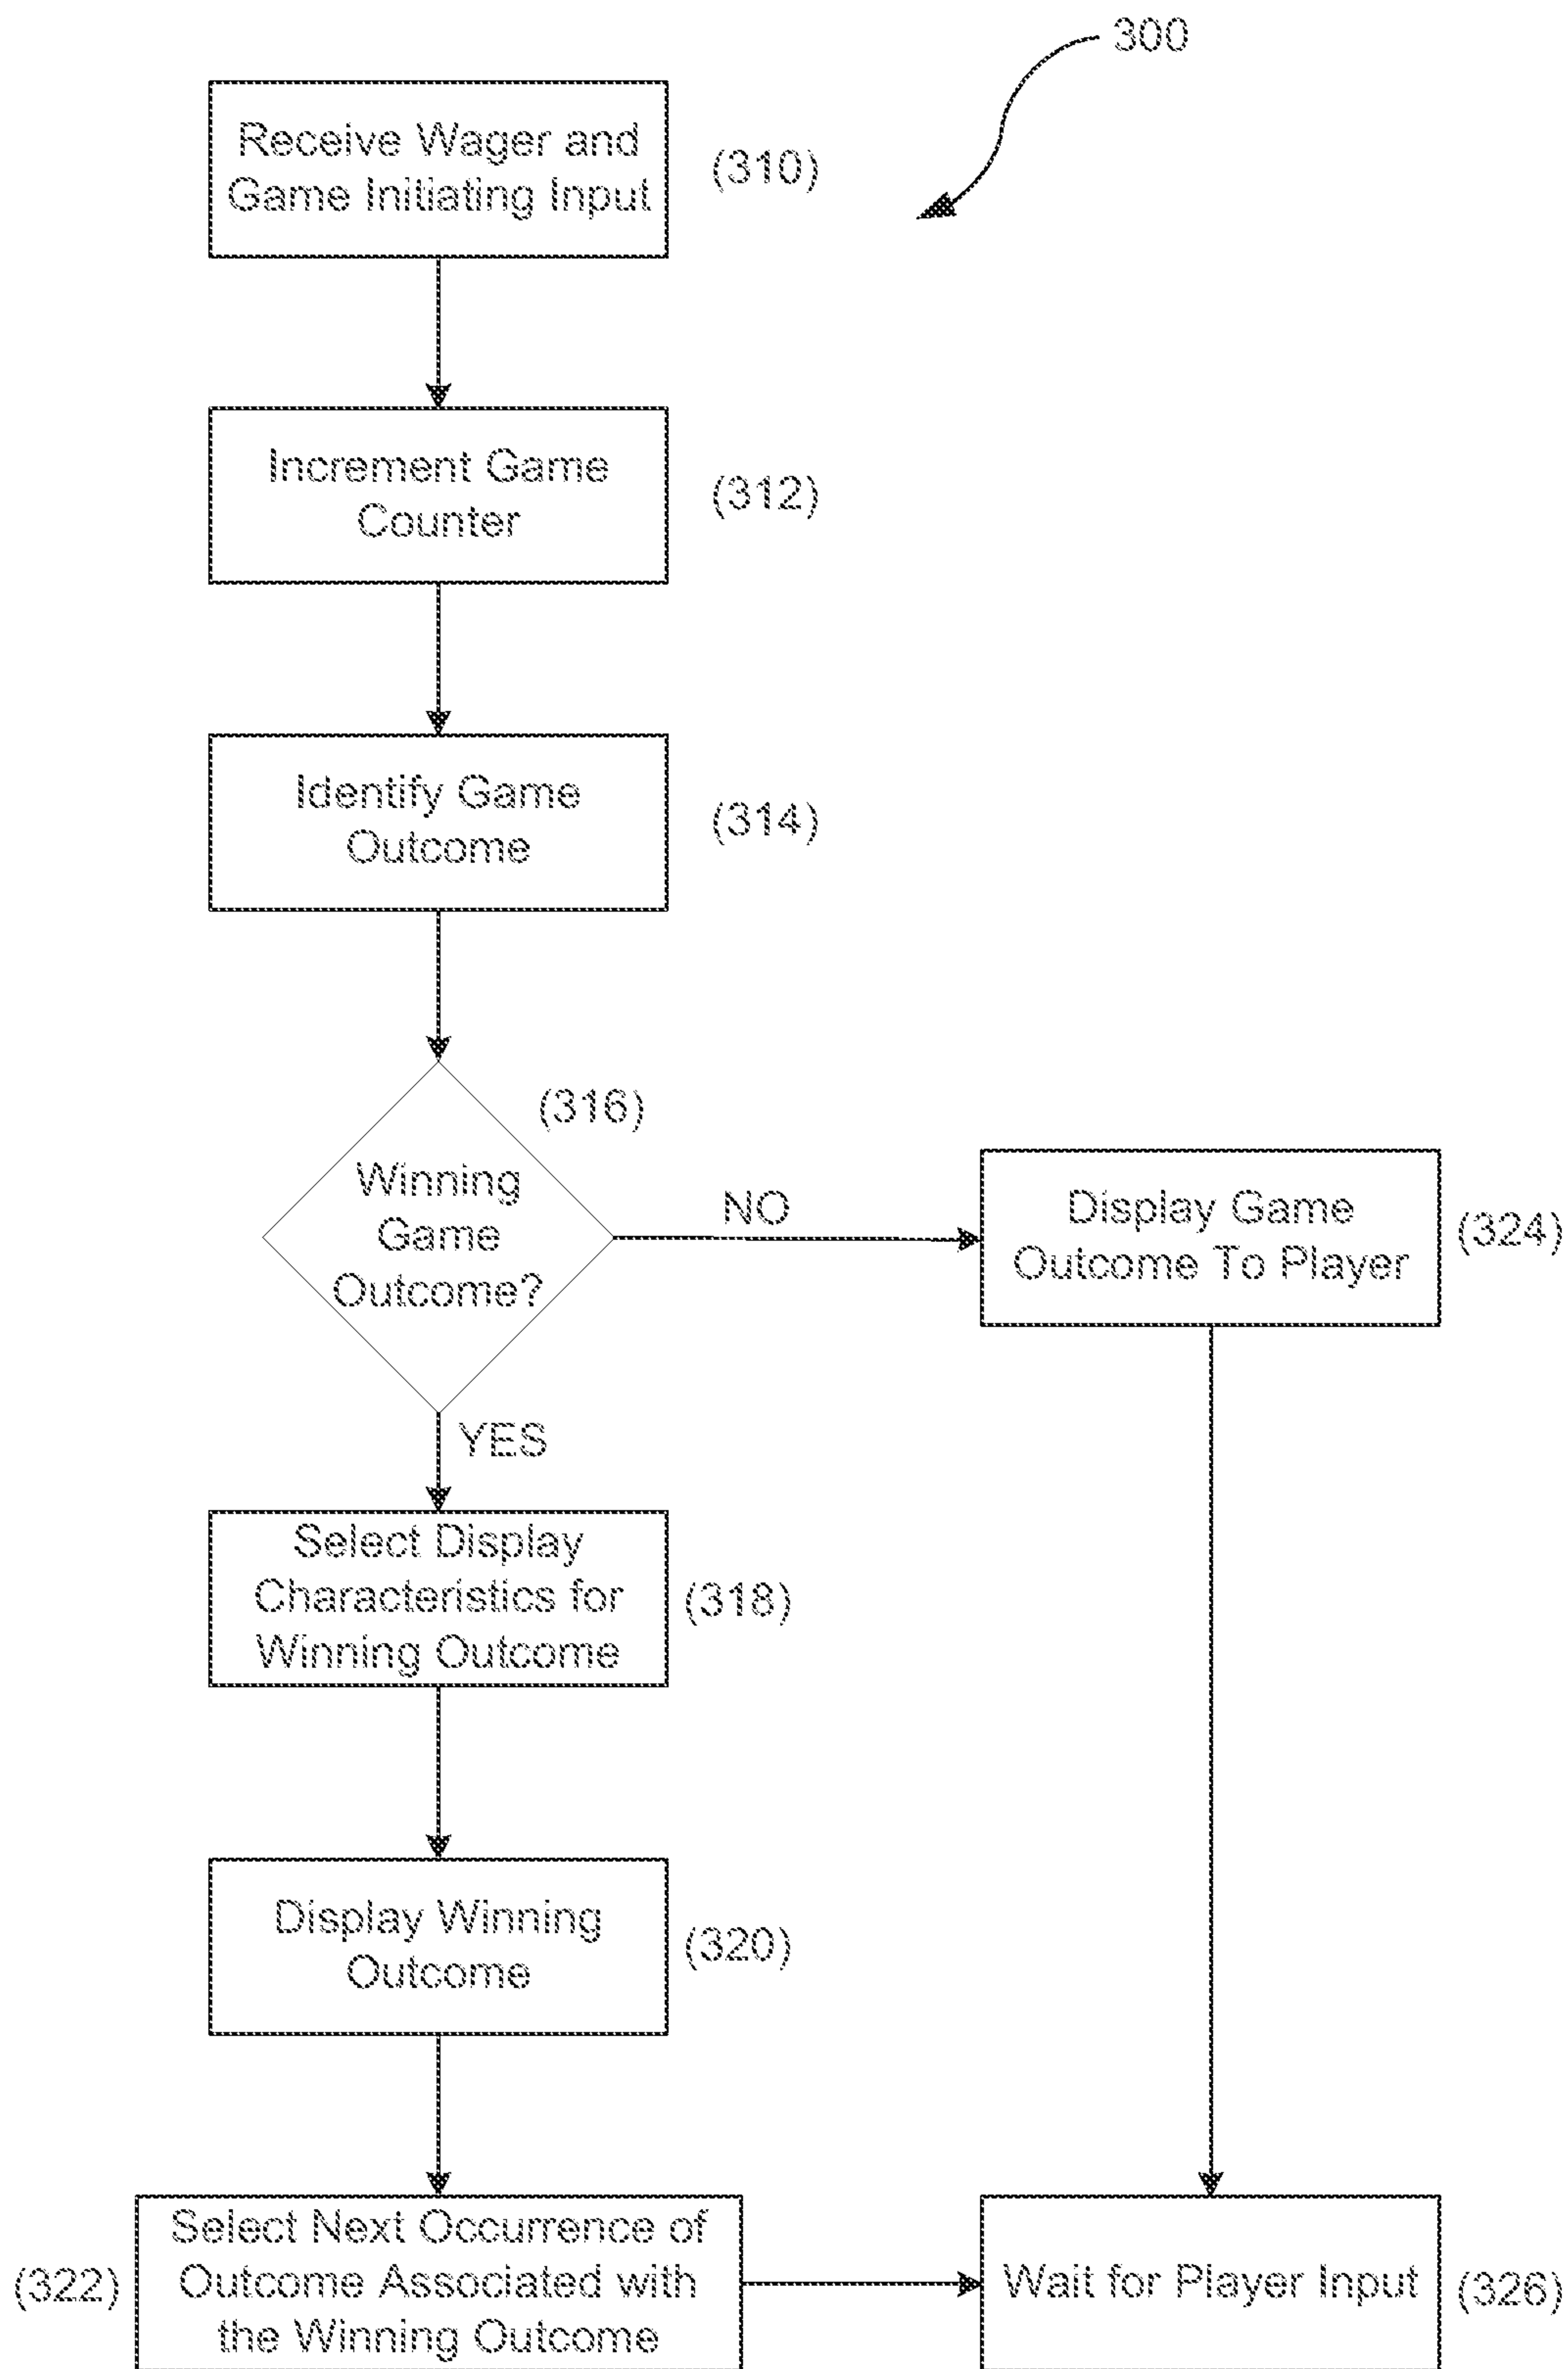 300
Receive Wager and
Game Initiating Input
(310)
Increment Game
Counter
(312)
Identify Game
Outcome
(314)
(316)
Winning
Game
Outcome?
NO
Display Game
Outcome To Player
(324)
YES
Select Display
Characteristics for
Winning Outcome
(318)
Display Winning
Outcome
(320)
(322)
Select Next Occurrence of
Outcome Associated with
the Winning Outcome
Wait for Player Input
(326)